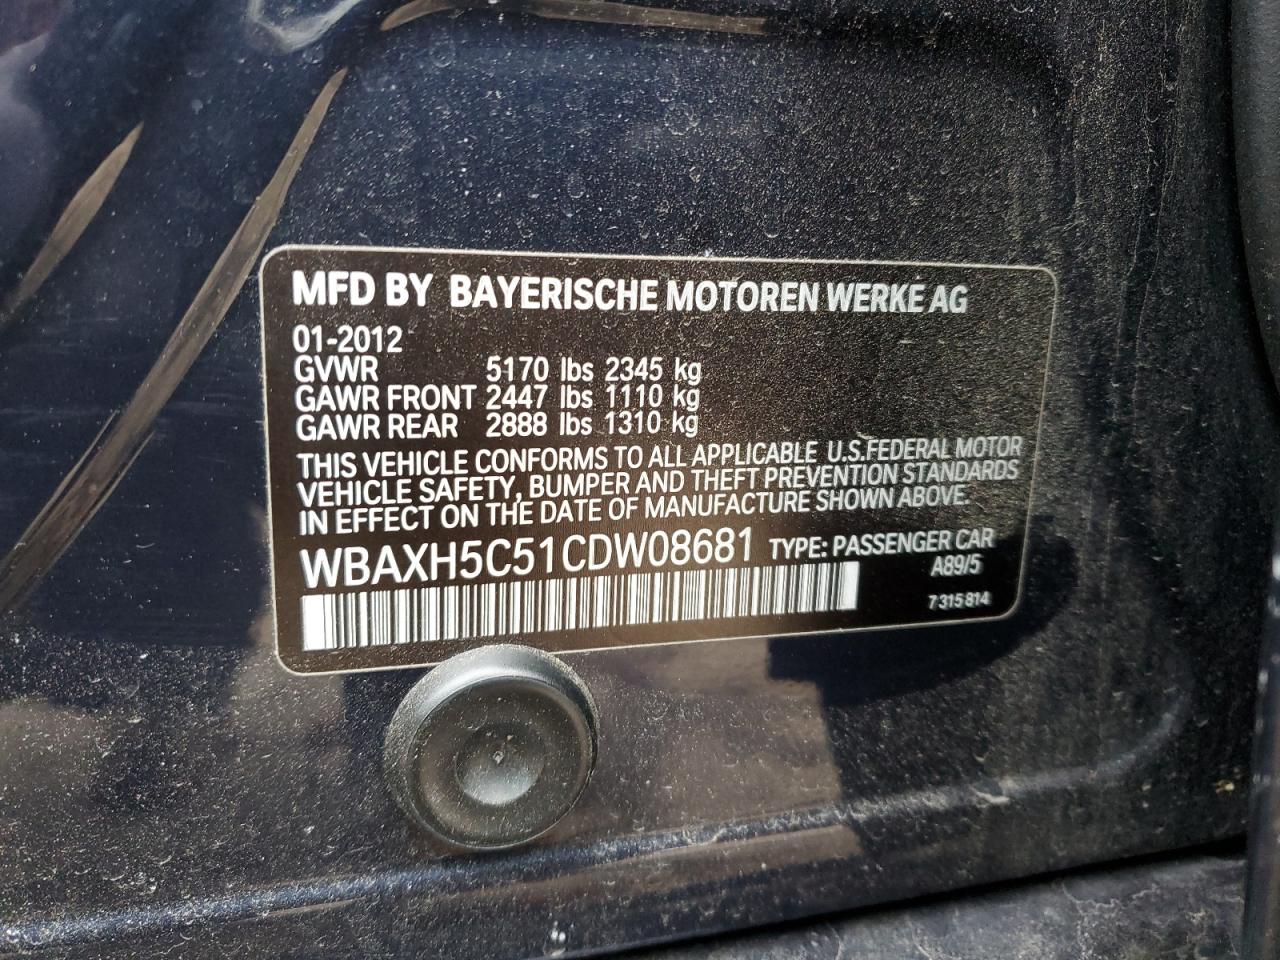 MFD BY BAYERISCHE MOTOREN WERKE AG
01-2012
GVWR 5170 lbs 2345 kg
GAWR FRONT 2447 lbs 1110 kg
GAWR REAR 2888 lbs 1310 kg
THIS VEHICLE CONFORMS TO ALL APPLICABLE U.S.FEDERAL MOTOR
VEHICLE SAFETY, BUMPER AND THEFT PREVENTION STANDARDS
IN EFFECT ON THE DATE OF MANUFACTURE SHOWN ABOVE.
WBAXH5C51CDW08681 TYPE: PASSENGER CAR
A89/5
7 315 814